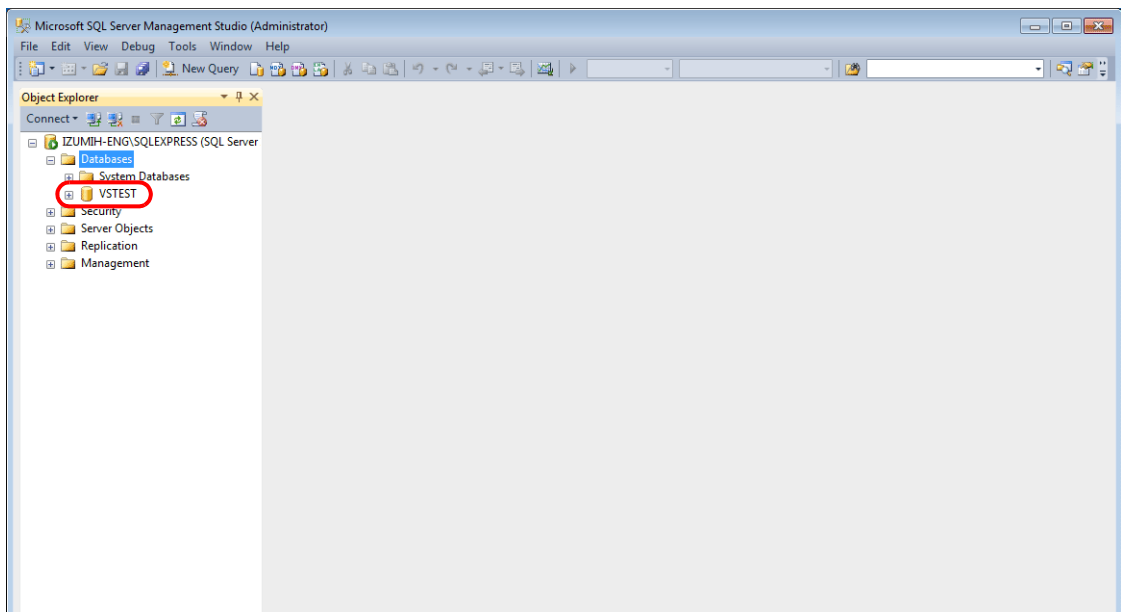 Microsoft SQL Server Management Studio (Administrator)
File Edit View Debug Tools Window Help
New Query
Object Explorer
Connect
IZUMIH-ENG\SQLEXPRESS (SQL Server
Databases
System Databases
VSTEST
Security
Server Objects
Replication
Management